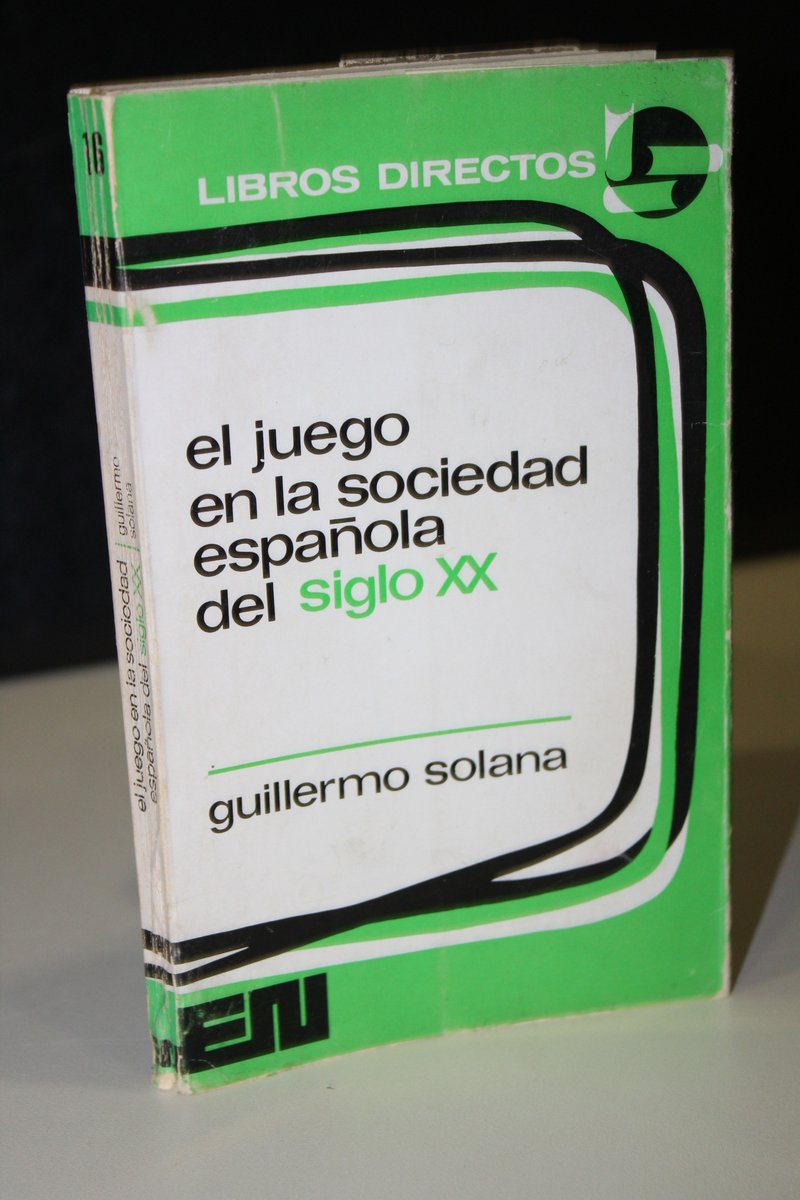 16
LIBROS DIRECTOS
el juego
en la sociedad
española
del siglo XX
guillermo solana
EN
el juego en la sociedad
española del siglo XX
guillermo
solana